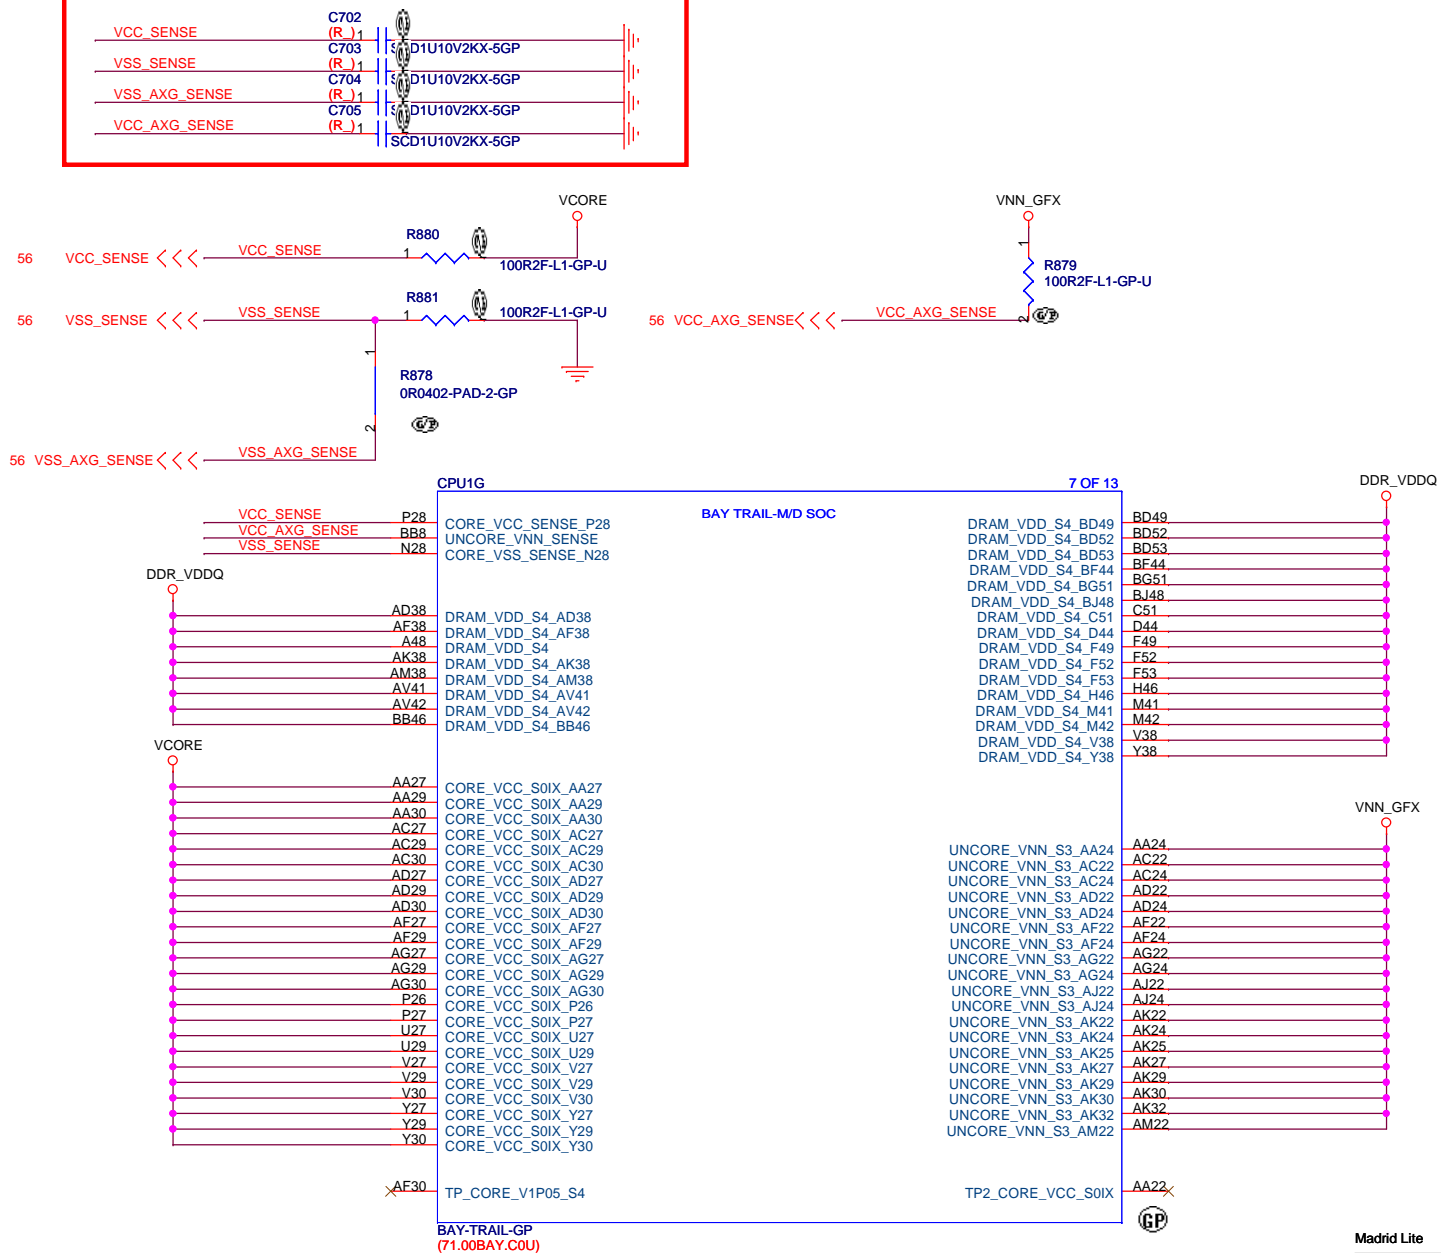 C702
VCC_SENSE (R_) 1
SCD1U10V2KX-5GP
C703
VSS_SENSE (R_) 1
D1U10V2KX-5GP
C704
VSS_AXG_SENSE (R_) 1
D1U10V2KX-5GP
C705
VCC_AXG_SENSE (R_) 1
SCD1U10V2KX-5GP
VCORE
R880
56 VCC_SENSE VCC_SENSE 1
100R2F-L1-GP-U
R881
56 VSS_SENSE VSS_SENSE 1
100R2F-L1-GP-U
1
R878
0R0402-PAD-2-GP
G/P
2
56 VSS_AXG_SENSE VSS_AXG_SENSE
VNN_GFX
1
R879
100R2F-L1-GP-U
56 VCC_AXG_SENSE VCC_AXG_SENSE 2 G/P
CPU1G 7 OF 13
BAY TRAIL-M/D SOC
VCC_SENSE P28 CORE_VCC_SENSE_P28
VCC_AXG_SENSE BB8 UNCORE_VNN_SENSE
VSS_SENSE N28 CORE_VSS_SENSE_N28
DDR_VDDQ
AD38 DRAM_VDD_S4_AD38
AF38 DRAM_VDD_S4_AF38
A48 DRAM_VDD_S4
AK38 DRAM_VDD_S4_AK38
AM38 DRAM_VDD_S4_AM38
AV41 DRAM_VDD_S4_AV41
AV42 DRAM_VDD_S4_AV42
BB46 DRAM_VDD_S4_BB46
VCORE
AA27 CORE_VCC_S0IX_AA27
AA29 CORE_VCC_S0IX_AA29
AA30 CORE_VCC_S0IX_AA30
AC27 CORE_VCC_S0IX_AC27
AC29 CORE_VCC_S0IX_AC29
AC30 CORE_VCC_S0IX_AC30
AD27 CORE_VCC_S0IX_AD27
AD29 CORE_VCC_S0IX_AD29
AD30 CORE_VCC_S0IX_AD30
AF27 CORE_VCC_S0IX_AF27
AF29 CORE_VCC_S0IX_AF29
AG27 CORE_VCC_S0IX_AG27
AG29 CORE_VCC_S0IX_AG29
AG30 CORE_VCC_S0IX_AG30
P26 CORE_VCC_S0IX_P26
P27 CORE_VCC_S0IX_P27
U27 CORE_VCC_S0IX_U27
U29 CORE_VCC_S0IX_U29
V27 CORE_VCC_S0IX_V27
V29 CORE_VCC_S0IX_V29
V30 CORE_VCC_S0IX_V30
Y27 CORE_VCC_S0IX_Y27
Y29 CORE_VCC_S0IX_Y29
Y30 CORE_VCC_S0IX_Y30
AF30 TP_CORE_V1P05_S4
DDR_VDDQ
DRAM_VDD_S4_BD49 BD49
DRAM_VDD_S4_BD52 BD52
DRAM_VDD_S4_BD53 BD53
DRAM_VDD_S4_BF44 BF44
DRAM_VDD_S4_BG51 BG51
DRAM_VDD_S4_BJ48 BJ48
DRAM_VDD_S4_C51 C51
DRAM_VDD_S4_D44 D44
DRAM_VDD_S4_F49 F49
DRAM_VDD_S4_F52 F52
DRAM_VDD_S4_F53 F53
DRAM_VDD_S4_H46 H46
DRAM_VDD_S4_M41 M41
DRAM_VDD_S4_M42 M42
DRAM_VDD_S4_V38 V38
DRAM_VDD_S4_Y38 Y38
VNN_GFX
UNCORE_VNN_S3_AA24 AA24
UNCORE_VNN_S3_AC22 AC22
UNCORE_VNN_S3_AC24 AC24
UNCORE_VNN_S3_AD22 AD22
UNCORE_VNN_S3_AD24 AD24
UNCORE_VNN_S3_AF22 AF22
UNCORE_VNN_S3_AF24 AF24
UNCORE_VNN_S3_AG22 AG22
UNCORE_VNN_S3_AG24 AG24
UNCORE_VNN_S3_AJ22 AJ22
UNCORE_VNN_S3_AJ24 AJ24
UNCORE_VNN_S3_AK22 AK22
UNCORE_VNN_S3_AK24 AK24
UNCORE_VNN_S3_AK25 AK25
UNCORE_VNN_S3_AK27 AK27
UNCORE_VNN_S3_AK29 AK29
UNCORE_VNN_S3_AK30 AK30
UNCORE_VNN_S3_AK32 AK32
UNCORE_VNN_S3_AM22 AM22
TP2_CORE_VCC_S0IX AA22
GP
BAY-TRAIL-GP
(71.00BAY.C0U)
Madrid Lite